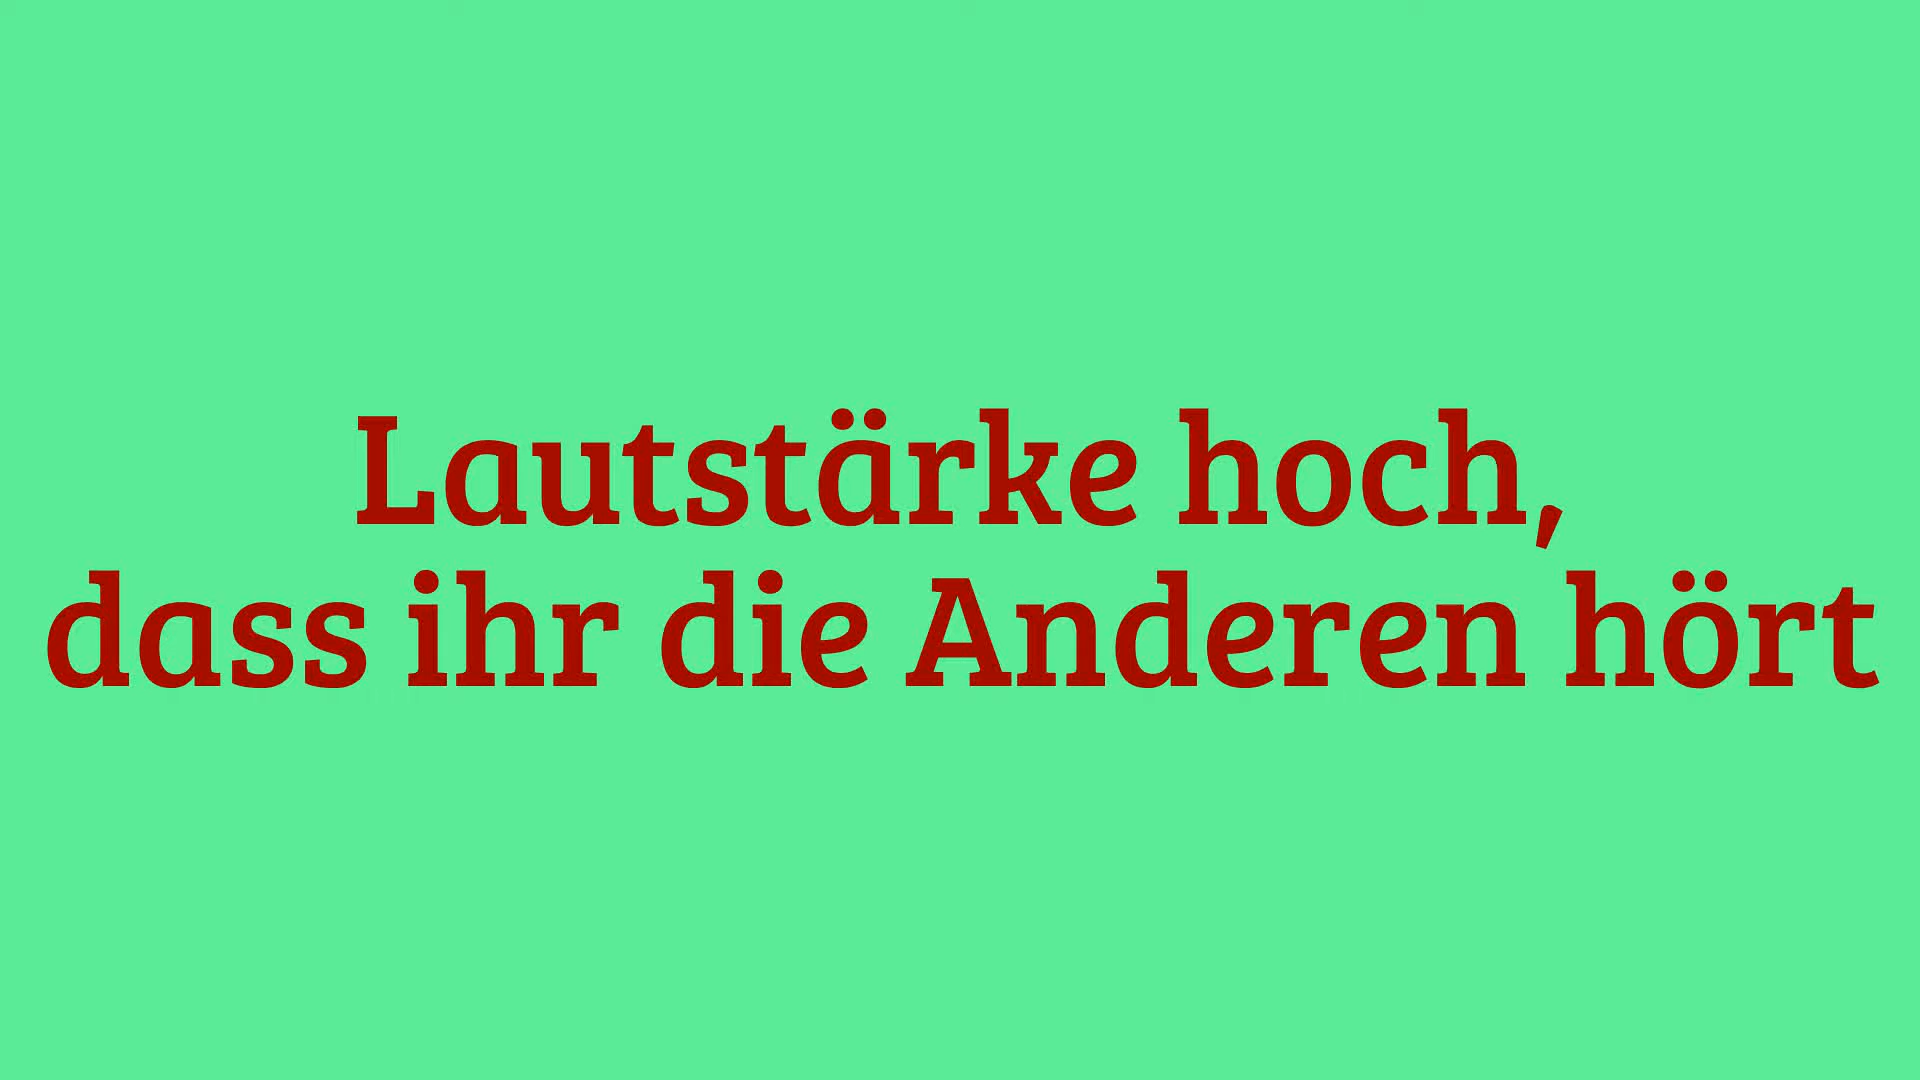 Lautstärke hoch,
dass ihr die Anderen hört